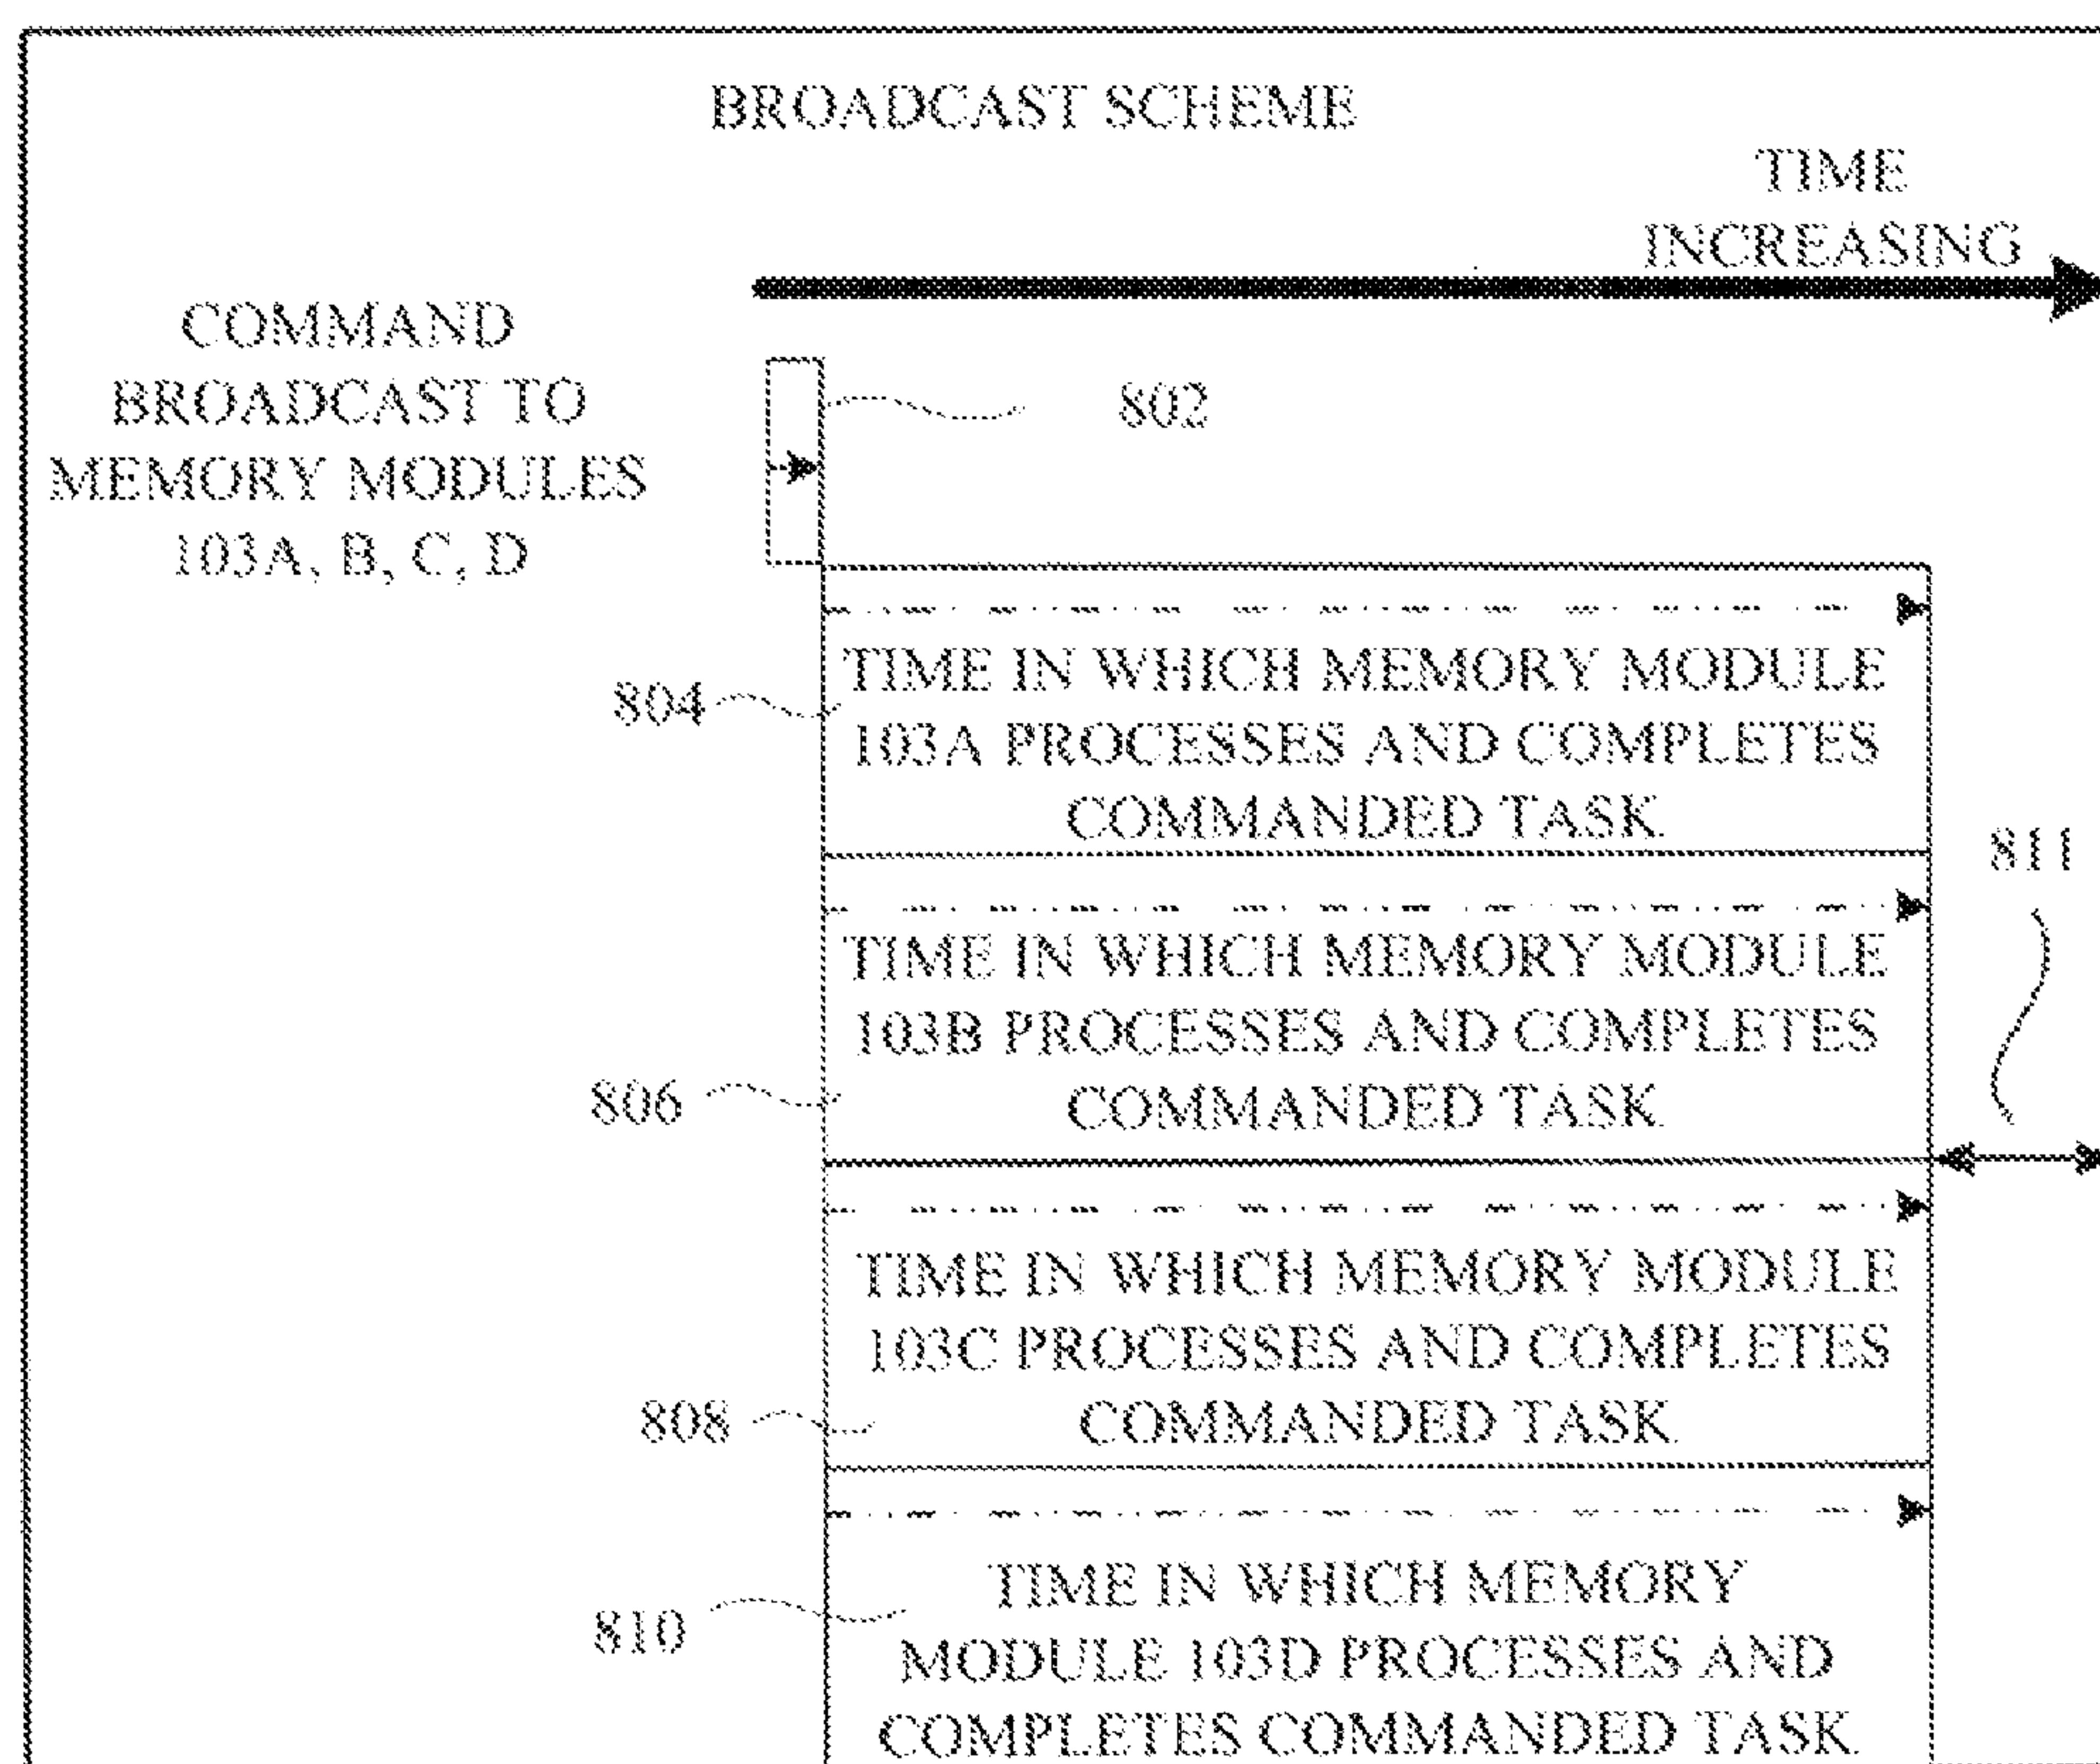 BROADCAST SCHEME
TIME
INCREASING
COMMAND
BROADCAST TO
MEMORY MODULES
103A, B, C, D
802
804
TIME IN WHICH MEMORY MODULE
103A PROCESSES AND COMPLETES
COMMANDED TASK
811
TIME IN WHICH MEMORY MODULE
103B PROCESSES AND COMPLETES
COMMANDED TASK
806
TIME IN WHICH MEMORY MODULE
103C PROCESSES AND COMPLETES
COMMANDED TASK
808
TIME IN WHICH MEMORY
MODULE 103D PROCESSES AND
COMPLETES COMMANDED TASK
810